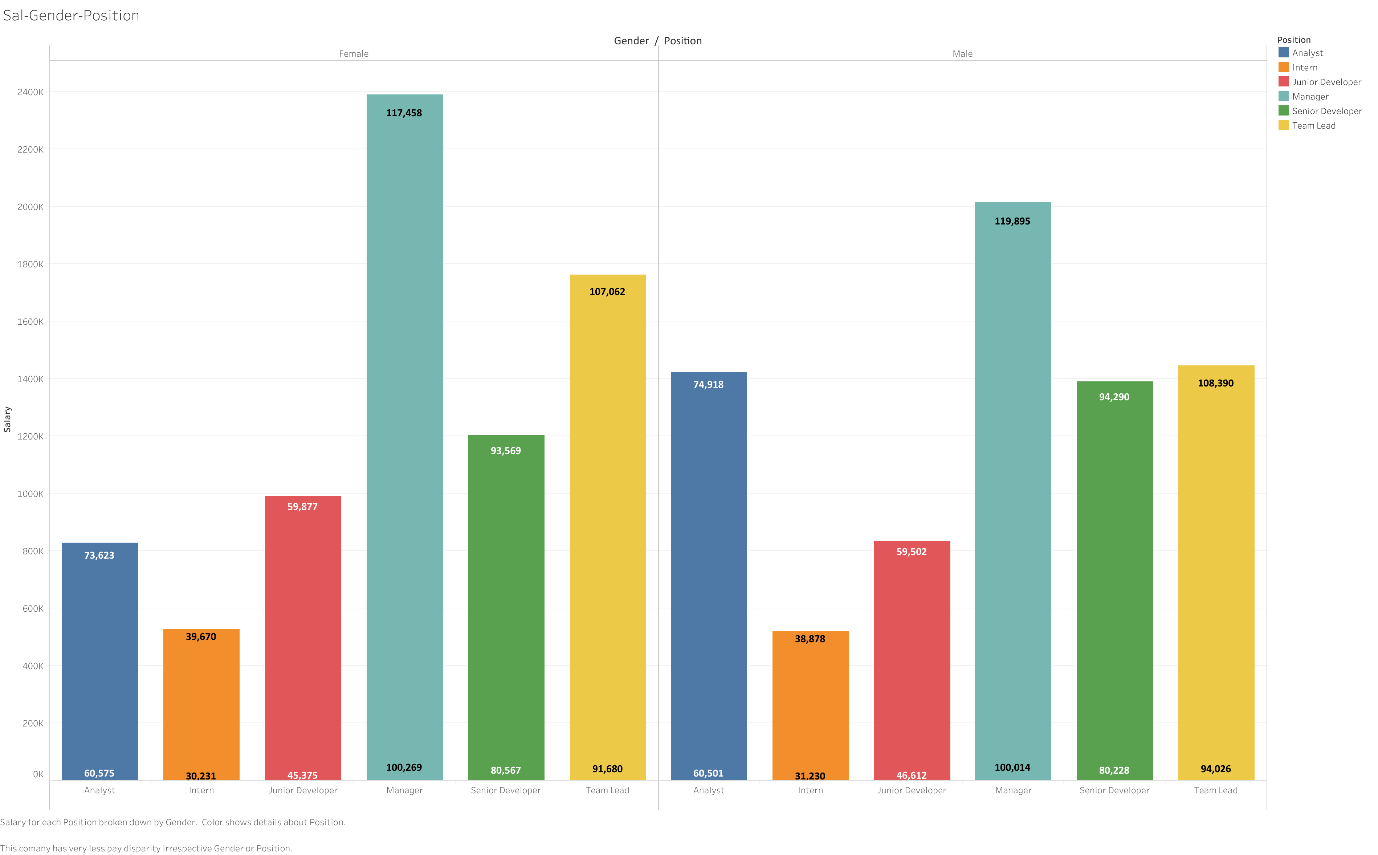 Sal-Gender-Position
Gender / Position
Female
Male
Position
Analyst
Intern
Junior Developer
Manager
Senior Developer
Team Lead
Salary
2400K
2200K
2000K
1800K
1600K
1400K
1200K
1000K
800K
600K
400K
200K
0K
73,623
39,670
59,877
117,458
93,569
107,062
74,918
38,878
59,502
119,895
94,290
108,390
60,575
30,231
45,375
100,269
80,567
91,680
60,501
31,230
46,612
100,014
80,228
94,026
Analyst
Intern
Junior Developer
Manager
Senior Developer
Team Lead
Analyst
Intern
Junior Developer
Manager
Senior Developer
Team Lead
Salary for each Position broken down by Gender. Color shows details about Position.
This comany has very less pay disparity Irrespective Gender or Position.